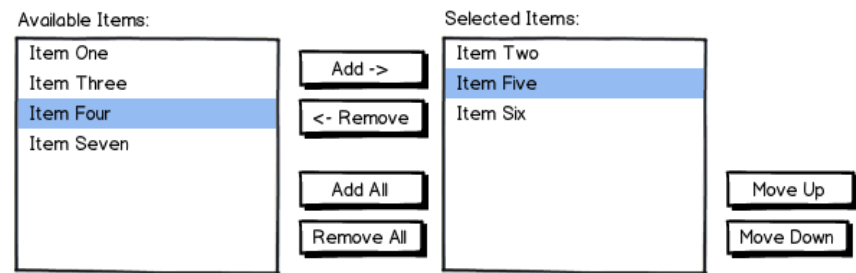 Available Items:
Item One
Item Three
Item Four
Item Seven
Add ->
<- Remove
Add All
Remove All
Selected Items:
Item Two
Item Five
Item Six
Move Up
Move Down